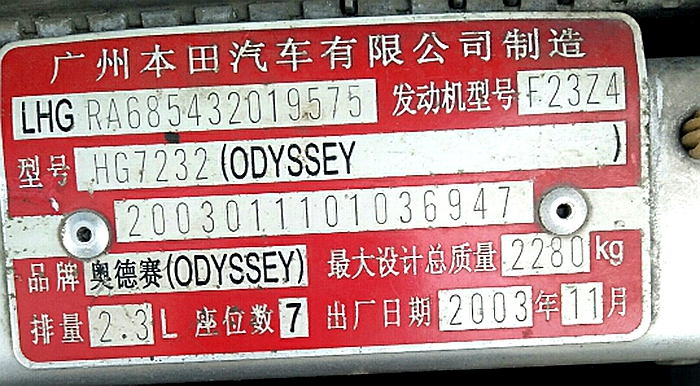 广州本田汽车有限公司制造
LHG RA685432019575 发动机型号 F23Z4
型号 HG7232 (ODYSSEY )
2003011101036947
品牌 奥德赛(ODYSSEY) 最大设计总质量 2280 kg
排量 2.3 L 座位数 7 出厂日期 2003 年 11 月